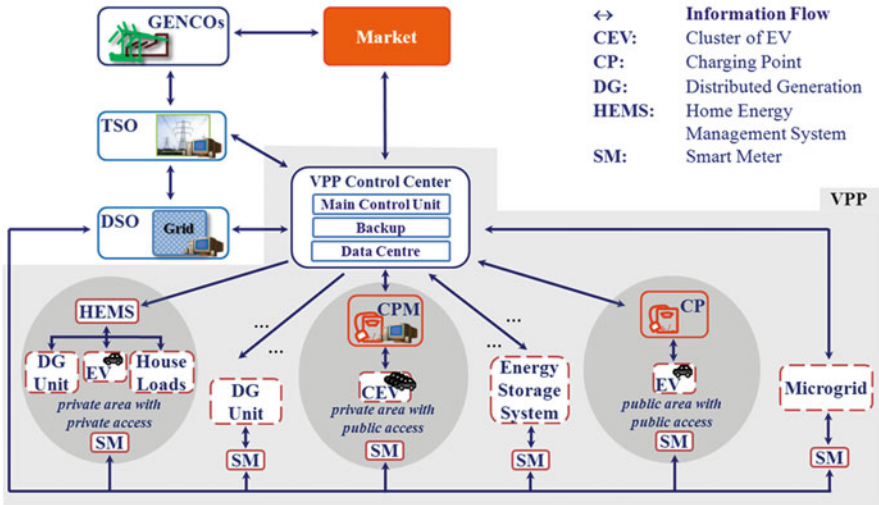 GENCOs
Market
↔ Information Flow
CEV: Cluster of EV
CP: Charging Point
DG: Distributed Generation
HEMS: Home Energy
Management System
SM: Smart Meter
TSO
VPP
VPP Control Center
Main Control Unit
Backup
Data Centre
DSO
Grid
HEMS
DG
Unit
EV
House
Loads
private area with
private access
SM
...
...
DG
Unit
SM
CPM
CEV
private area with
public access
SM
...
...
Energy
Storage
System
SM
CP
EV
public area with
public access
SM
Microgrid
SM